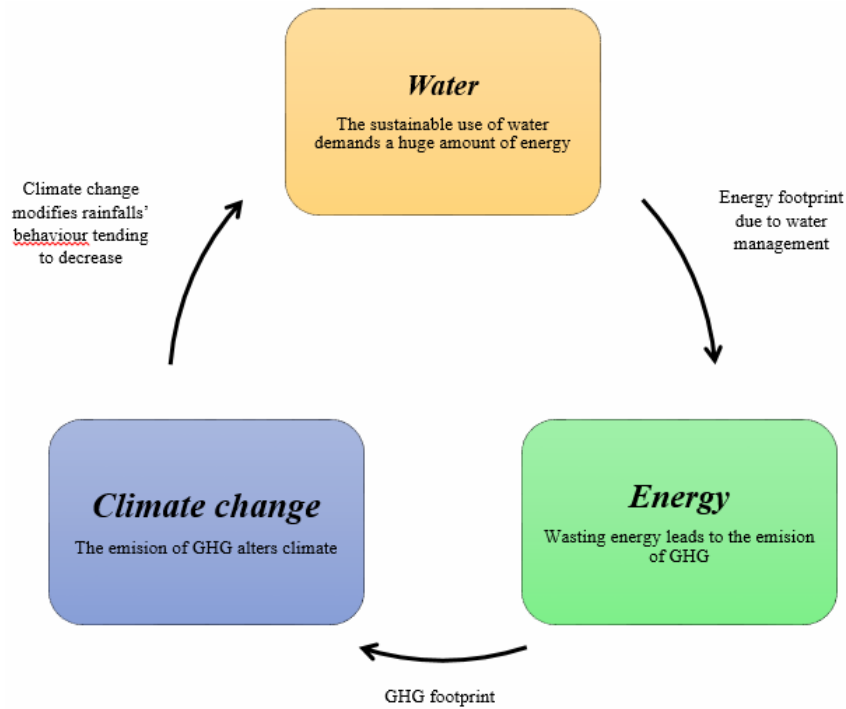 Water
The sustainable use of water
demands a huge amount of energy
Climate change
modifies rainfalls'
behaviour tending
to decrease
Energy footprint
due to water
management
Climate change
The emision of GHG alters climate
Energy
Wasting energy leads to the emision
of GHG
GHG footprint